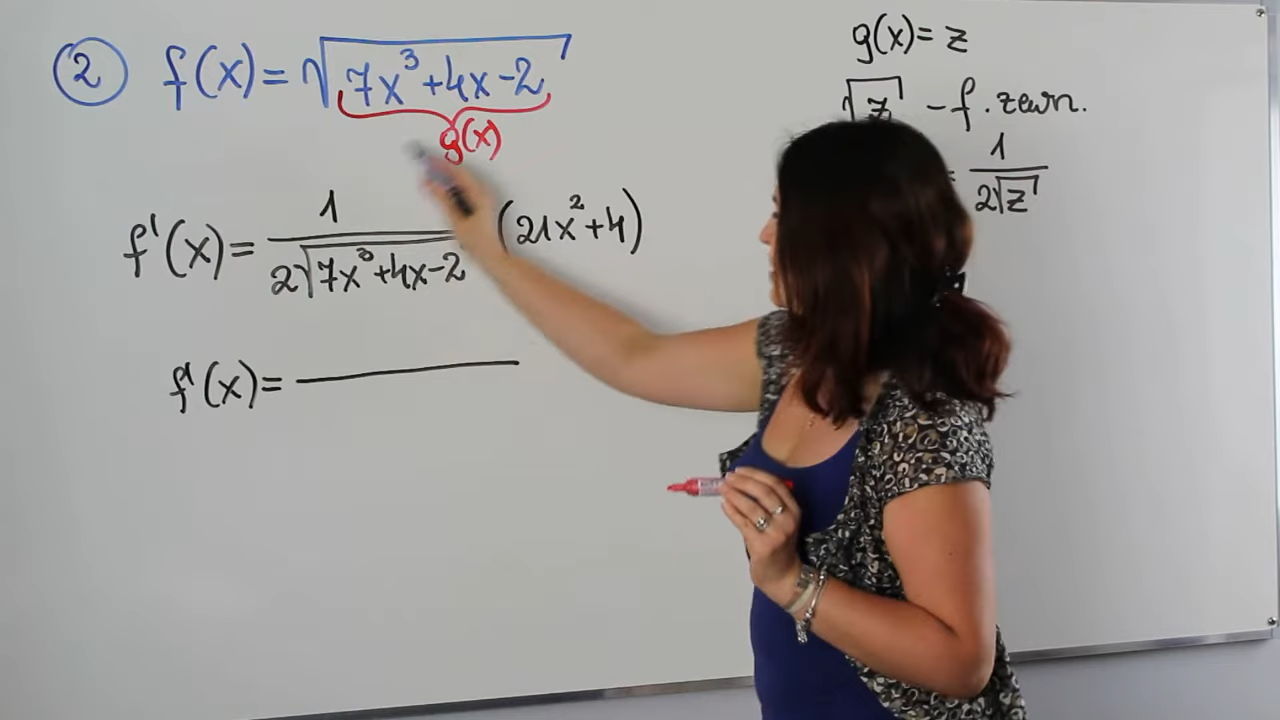 ② f(x) = √(7x³+4x-2)
g(x)
f'(x) = 1/(2√(7x³+4x-2)) (21x²+4)
f'(x) =
g(x) = z
√z - f. zewn.
= 1/(2√z)